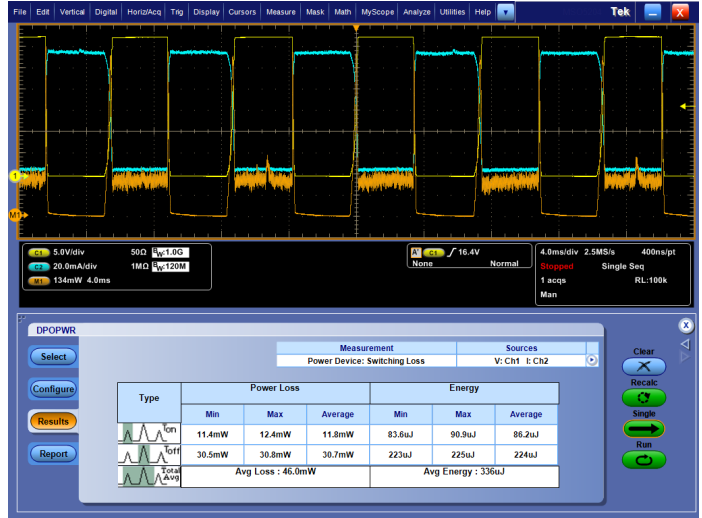 File Edit Vertical Digital Horiz/Acq Trig Display Cursors Measure Mask Math MyScope Analyze Utilities Help Tek X
1
M1
C1 5.0V/div 50Ω BW:1.0G
C2 20.0mA/div 1MΩ BW:120M
M1 134mW 4.0ms
A' C1 16.4V
None Normal
4.0ms/div 2.5MS/s 400ns/pt
Stopped Single Seq
1 acqs RL:100k
Man
DPOPWR
X
Select
Configure
Results
Report
Measurement Sources
Power Device: Switching Loss V: Ch1 I: Ch2
Type Power Loss Energy
Min Max Average Min Max Average
Ton 11.4mW 12.4mW 11.8mW 83.6uJ 90.9uJ 86.2uJ
Toff 30.5mW 30.8mW 30.7mW 223uJ 225uJ 224uJ
Total Avg Avg Loss : 46.0mW Avg Energy : 336uJ
Clear
Recalc
Single
Run